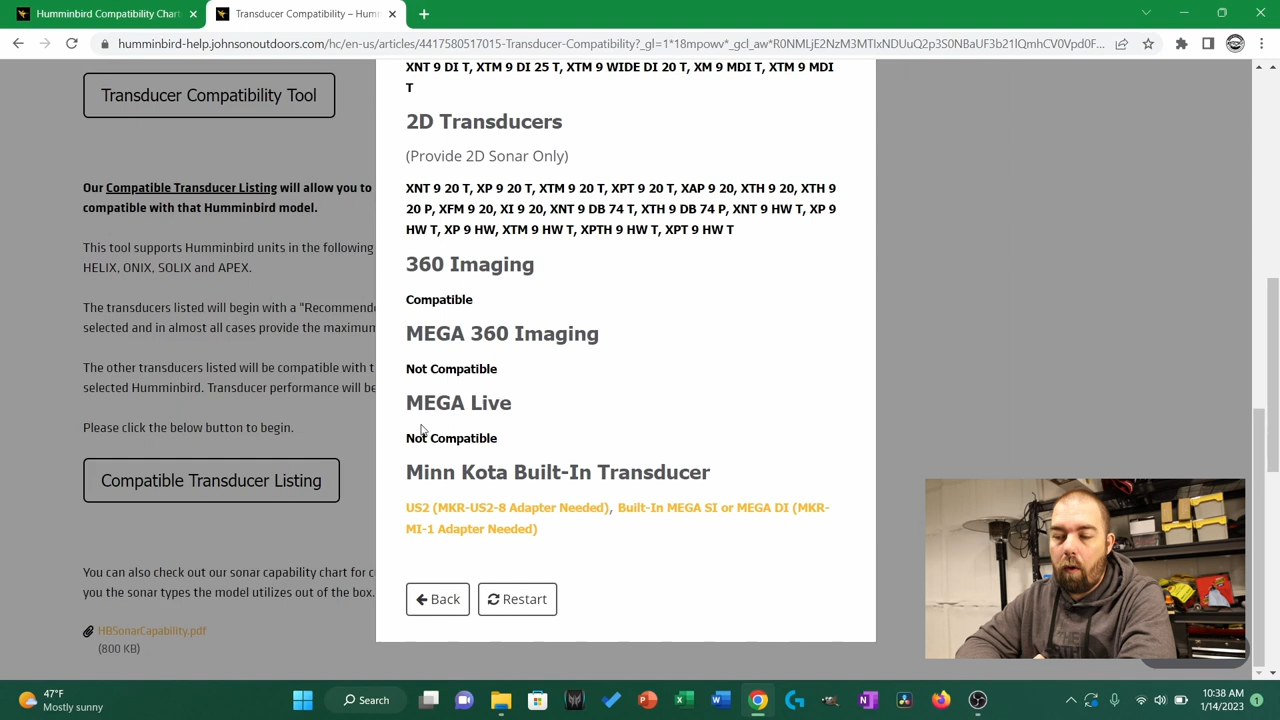 Humminbird Compatibility Chart
Transducer Compatibility – Humm
humminbird-help.johnsonoutdoors.com/hc/en-us/articles/4417580517015-Transducer-Compatibility?
XNT 9 DI T, XTM 9 DI 25 T, XTM 9 WIDE DI 20 T, XM 9 MDI T, XTM 9 MDI
T
Transducer Compatibility Tool
2D Transducers
(Provide 2D Sonar Only)
Our Compatible Transducer Listing will allow you to
compatible with that Humminbird model.
XNT 9 20 T, XP 9 20 T, XTM 9 20 T, XPT 9 20 T, XAP 9 20, XTH 9 20, XTH 9
20 P, XFM 9 20, XI 9 20, XNT 9 DB 74 T, XTH 9 DB 74 P, XNT 9 HW T, XP 9
HW T, XP 9 HW, XTM 9 HW T, XPTH 9 HW T, XPT 9 HW T
This tool supports Humminbird units in the following
HELIX, ONIX, SOLIX and APEX.
360 Imaging
Compatible
The transducers listed will begin with a "Recommend
selected and in almost all cases provide the maximum
MEGA 360 Imaging
Not Compatible
The other transducers listed will be compatible with t
selected Humminbird. Transducer performance will be
MEGA Live
Not Compatible
Please click the below button to begin.
Compatible Transducer Listing
Minn Kota Built-In Transducer
US2 (MKR-US2-8 Adapter Needed), Built-In MEGA SI or MEGA DI (MKR-
MI-1 Adapter Needed)
You can also check out our sonar capability chart for c
you the sonar types the model utilizes out of the box.
Back
Restart
HBSonarCapability.pdf
(800 KB)
47°F
Mostly sunny
Search
10:38 AM
1/14/2023